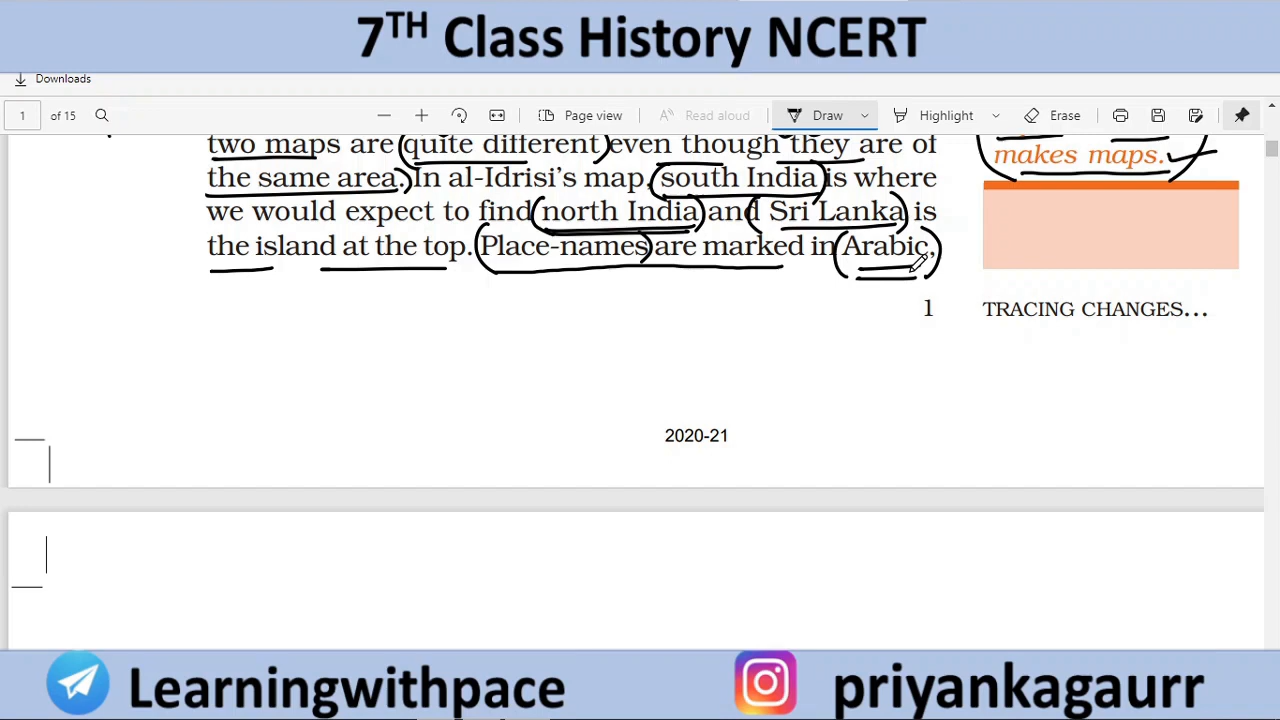 7TH Class History NCERT
Downloads
1 of 15 Page view Read aloud Draw Highlight Erase
two maps are quite different even though they are of
the same area. In al-Idrisi's map, south India is where
we would expect to find north India and Sri Lanka is
the island at the top. Place-names are marked in Arabic,
makes maps.
1 TRACING CHANGES...
2020-21
Learningwithpace priyankagaurr